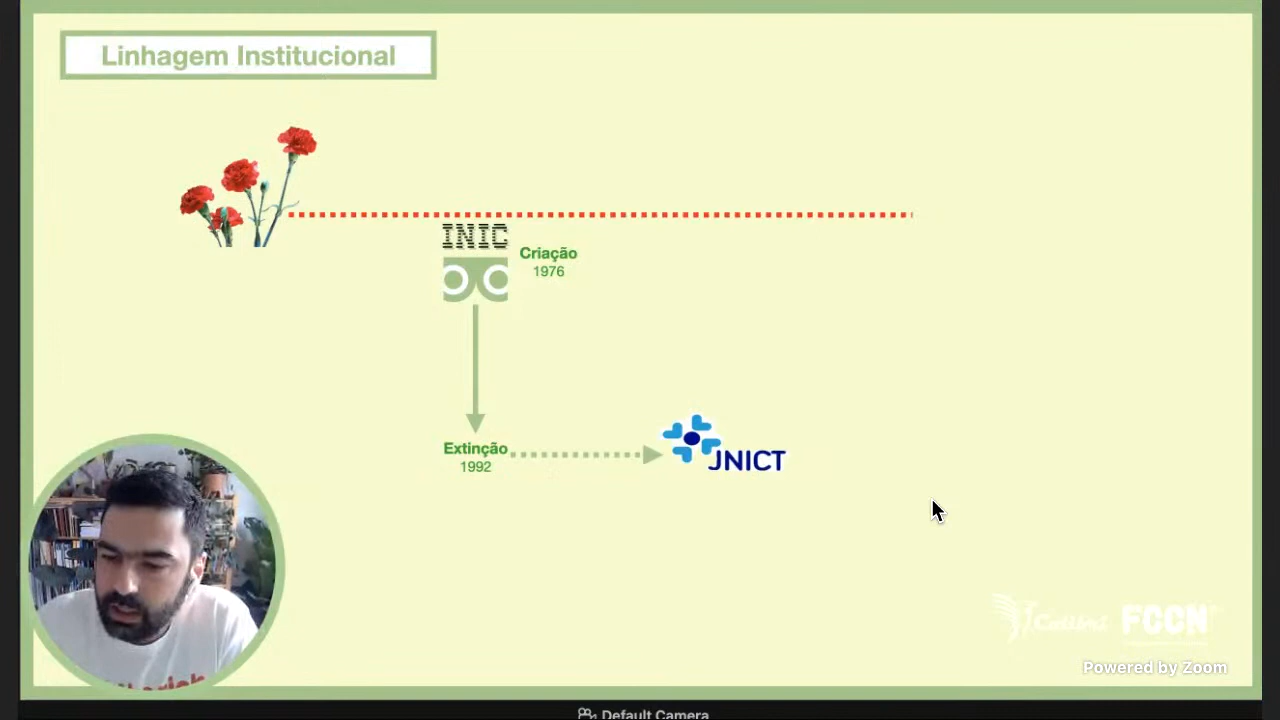 Linhagem Institucional
INIC
Criação
1976
Extinção
1992
JNICT
FCCN
Powered by Zoom
Default Camera